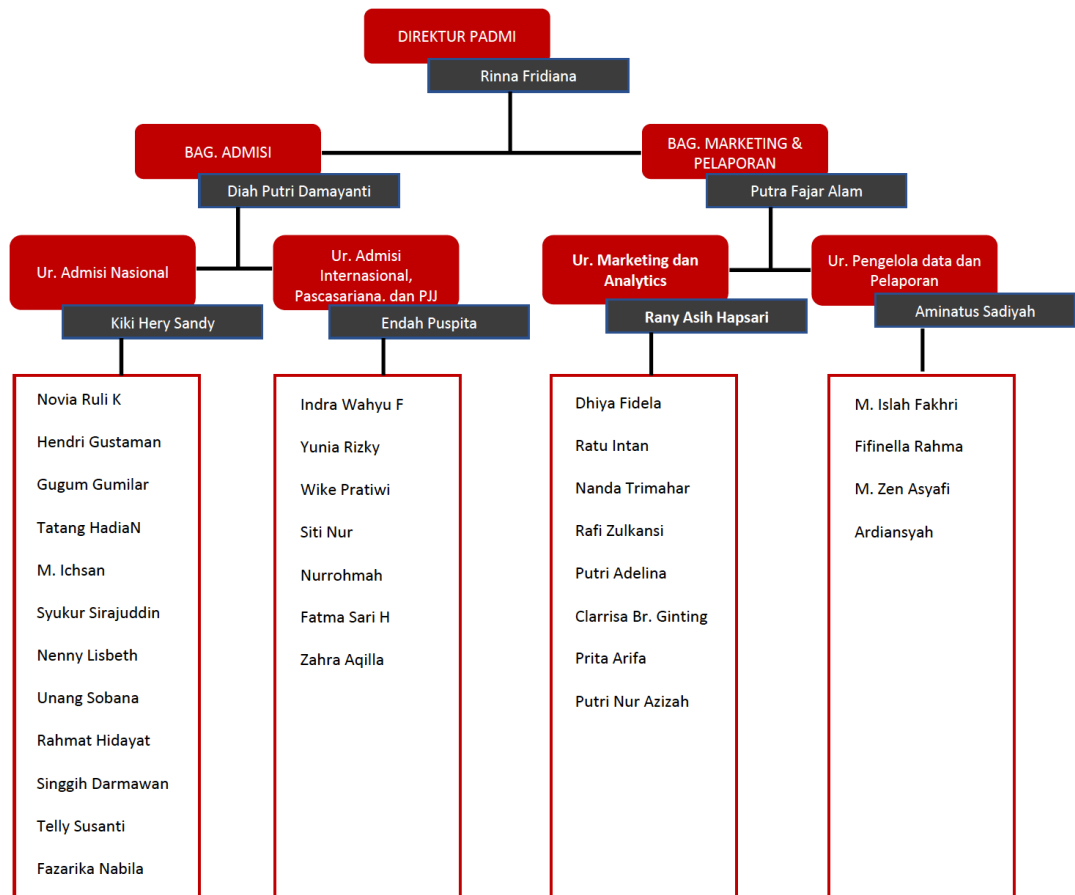 DIREKTUR PADMI
Rinna Fridiana
BAG. ADMISI
Diah Putri Damayanti
BAG. MARKETING &
PELAPORAN
Putra Fajar Alam
Ur. Admisi Nasional
Kiki Hery Sandy
Ur. Admisi
Internasional,
Pascasariana. dan PJJ
Endah Puspita
Ur. Marketing dan
Analytics
Rany Asih Hapsari
Ur. Pengelola data dan
Pelaporan
Aminatus Sadiyah
Novia Ruli K
Hendri Gustaman
Gugum Gumilar
Tatang HadiaN
M. Ichsan
Syukur Sirajuddin
Nenny Lisbeth
Unang Sobana
Rahmat Hidayat
Singgih Darmawan
Telly Susanti
Fazarika Nabila
Indra Wahyu F
Yunia Rizky
Wike Pratiwi
Siti Nur
Nurrohmah
Fatma Sari H
Zahra Aqilla
Dhiya Fidela
Ratu Intan
Nanda Trimahar
Rafi Zulkansi
Putri Adelina
Clarrisa Br. Ginting
Prita Arifa
Putri Nur Azizah
M. Islah Fakhri
Fifinella Rahma
M. Zen Asyafi
Ardiansyah